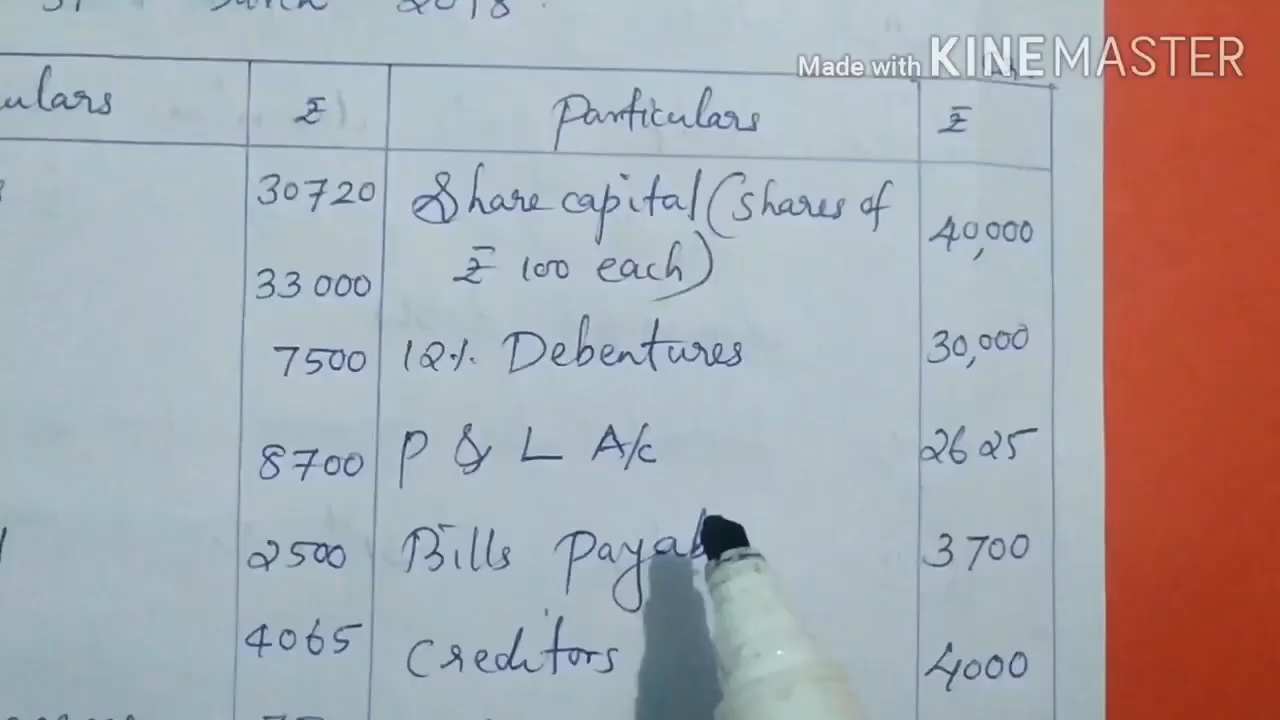 2018
Made with KINEMASTER
ulars ₹ Particulars ₹
30720 Share capital (shares of
40,000
₹ 100 each)
33000
7500 12% Debentures 30,000
8700 P & L A/c 2625
2500 Bills Payab 3700
4065 Creditors 4000